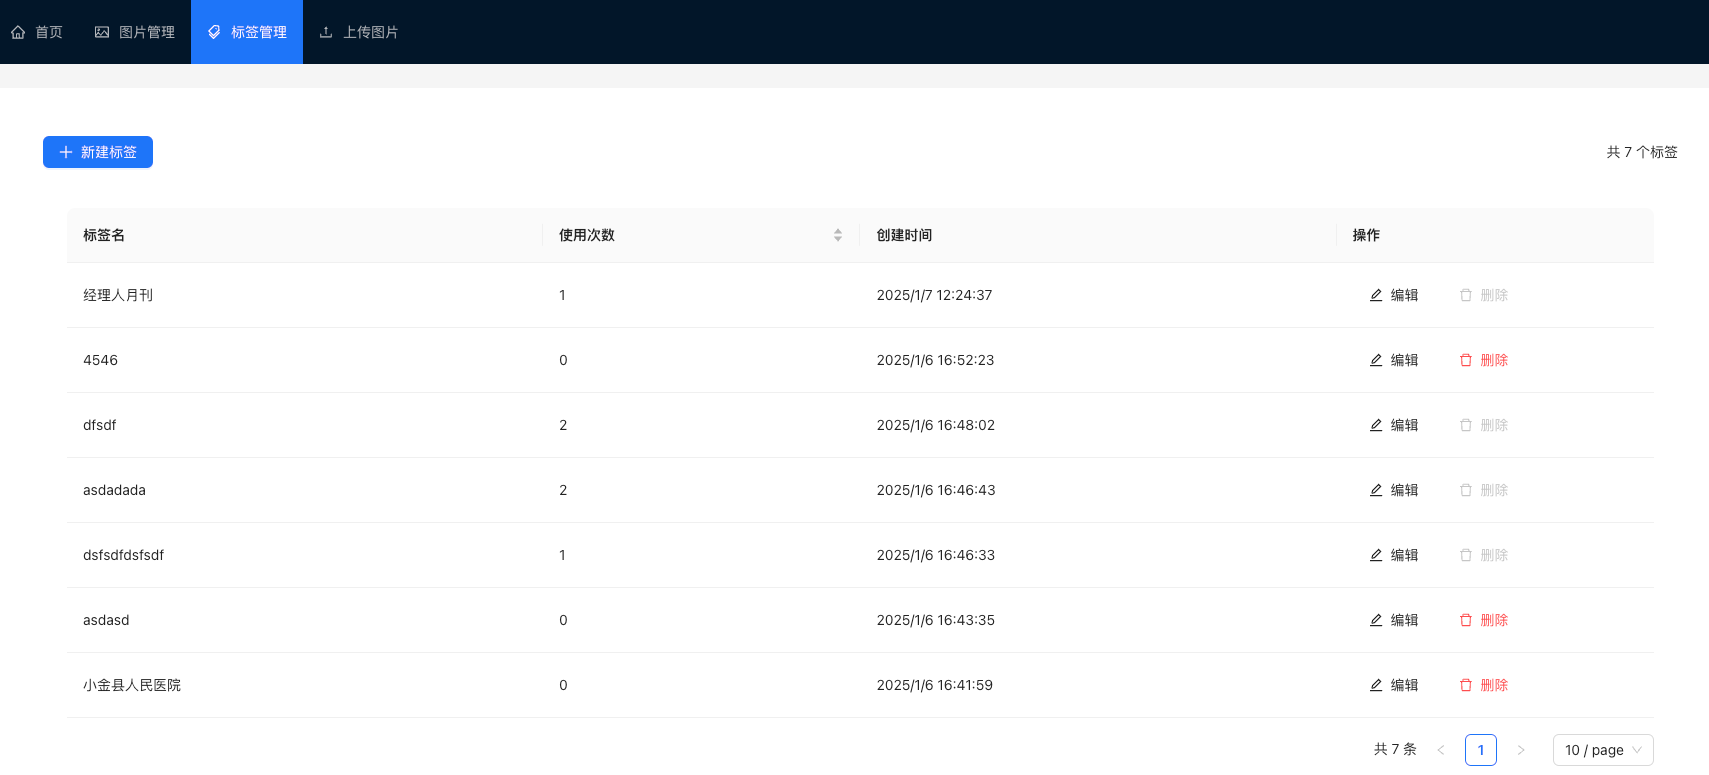 首页 图片管理 标签管理 上传图片
新建标签 共 7 个标签
标签名 使用次数 创建时间 操作
经理人月刊 1 2025/1/7 12:24:37 编辑 删除
4546 0 2025/1/6 16:52:23 编辑 删除
dfsdf 2 2025/1/6 16:48:02 编辑 删除
asdadada 2 2025/1/6 16:46:43 编辑 删除
dsfsdfdsfsdf 1 2025/1/6 16:46:33 编辑 删除
asdasd 0 2025/1/6 16:43:35 编辑 删除
小金县人民医院 0 2025/1/6 16:41:59 编辑 删除
共 7 条 1 10 / page